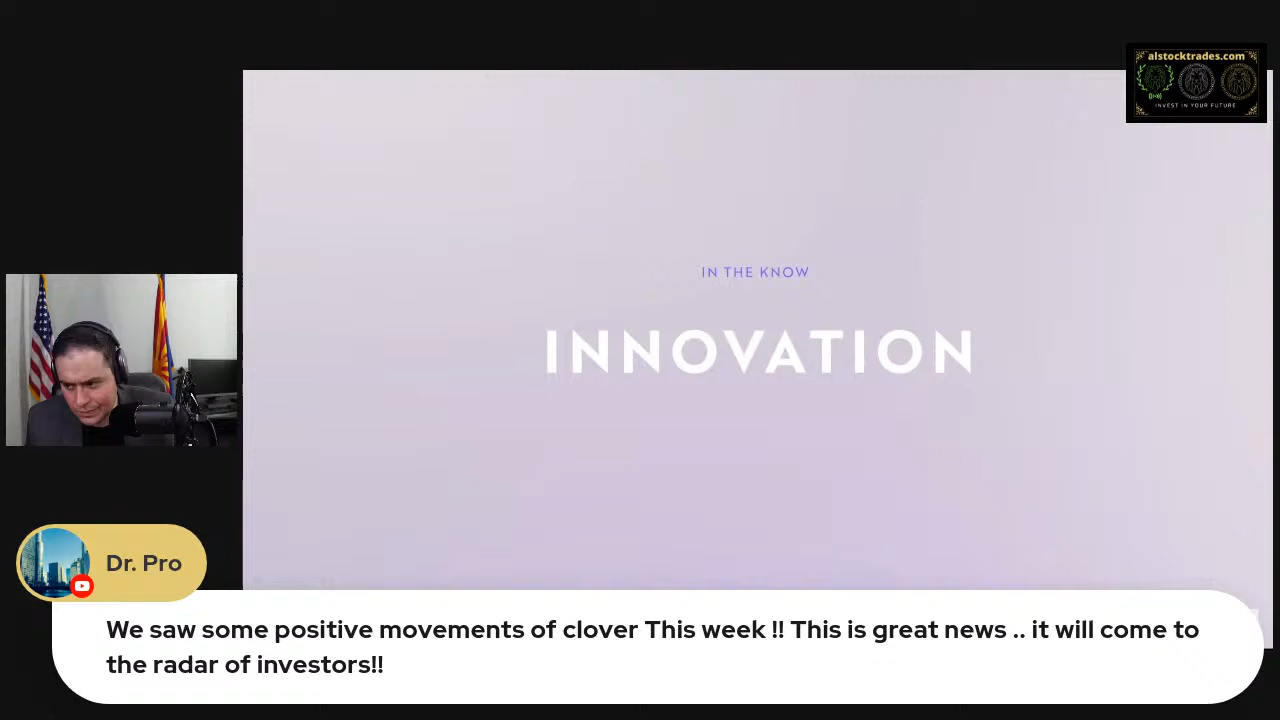 alstocktrades.com
INVEST IN YOUR FUTURE
IN THE KNOW
INNOVATION
Dr. Pro
We saw some positive movements of clover This week !! This is great news .. it will come to
the radar of investors!!